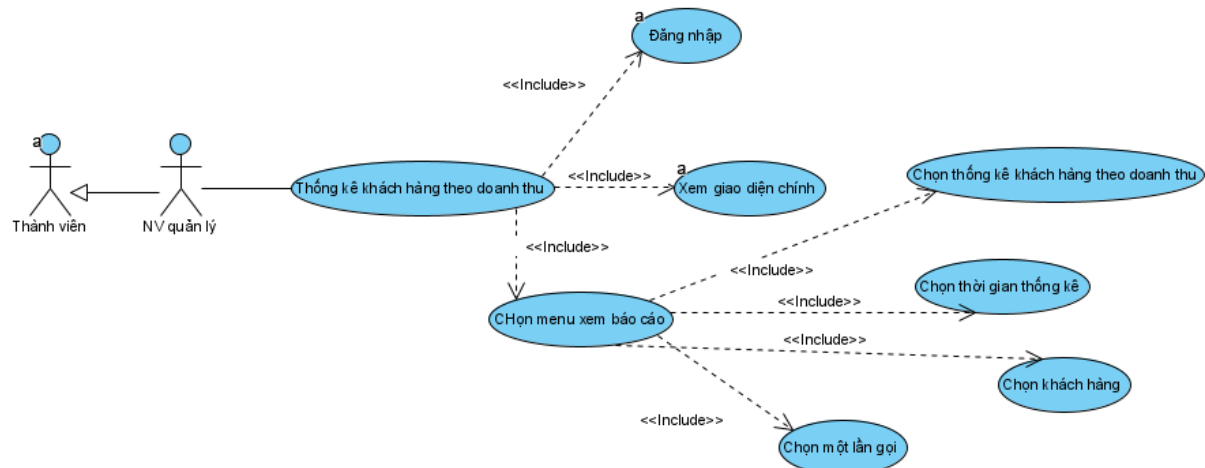 a
Đăng nhập
<<Include>>
a
Thành viên
NV quản lý
Thống kê khách hàng theo doanh thu
<<Include>>
a
Xem giao diện chính
Chọn thống kê khách hàng theo doanh thu
<<Include>>
<<Include>>
CHọn menu xem báo cáo
<<Include>>
Chọn thời gian thống kê
<<Include>>
Chọn khách hàng
<<Include>>
Chọn một lần gọi